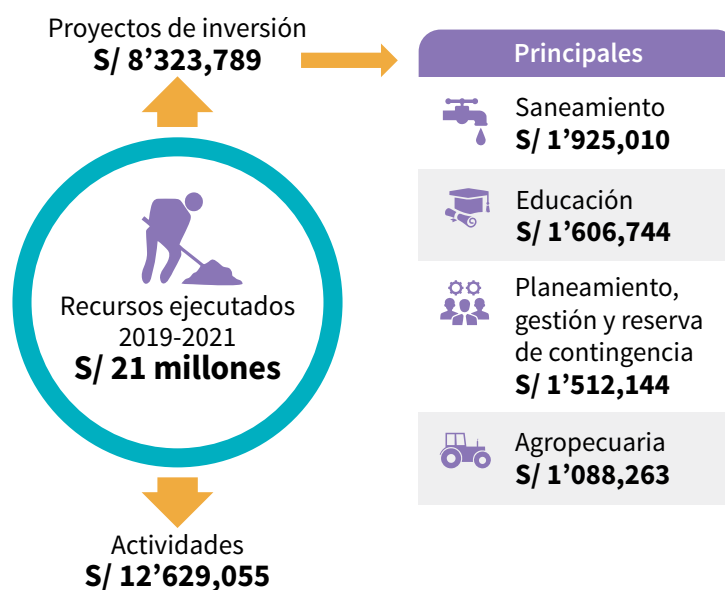 Proyectos de inversión
S/ 8’323,789
Recursos ejecutados
2019-2021
S/ 21 millones
Actividades
S/ 12’629,055
Principales
Saneamiento
S/ 1’925,010
Educación
S/ 1’606,744
Planeamiento,
gestión y reserva
de contingencia
S/ 1’512,144
Agropecuaria
S/ 1’088,263